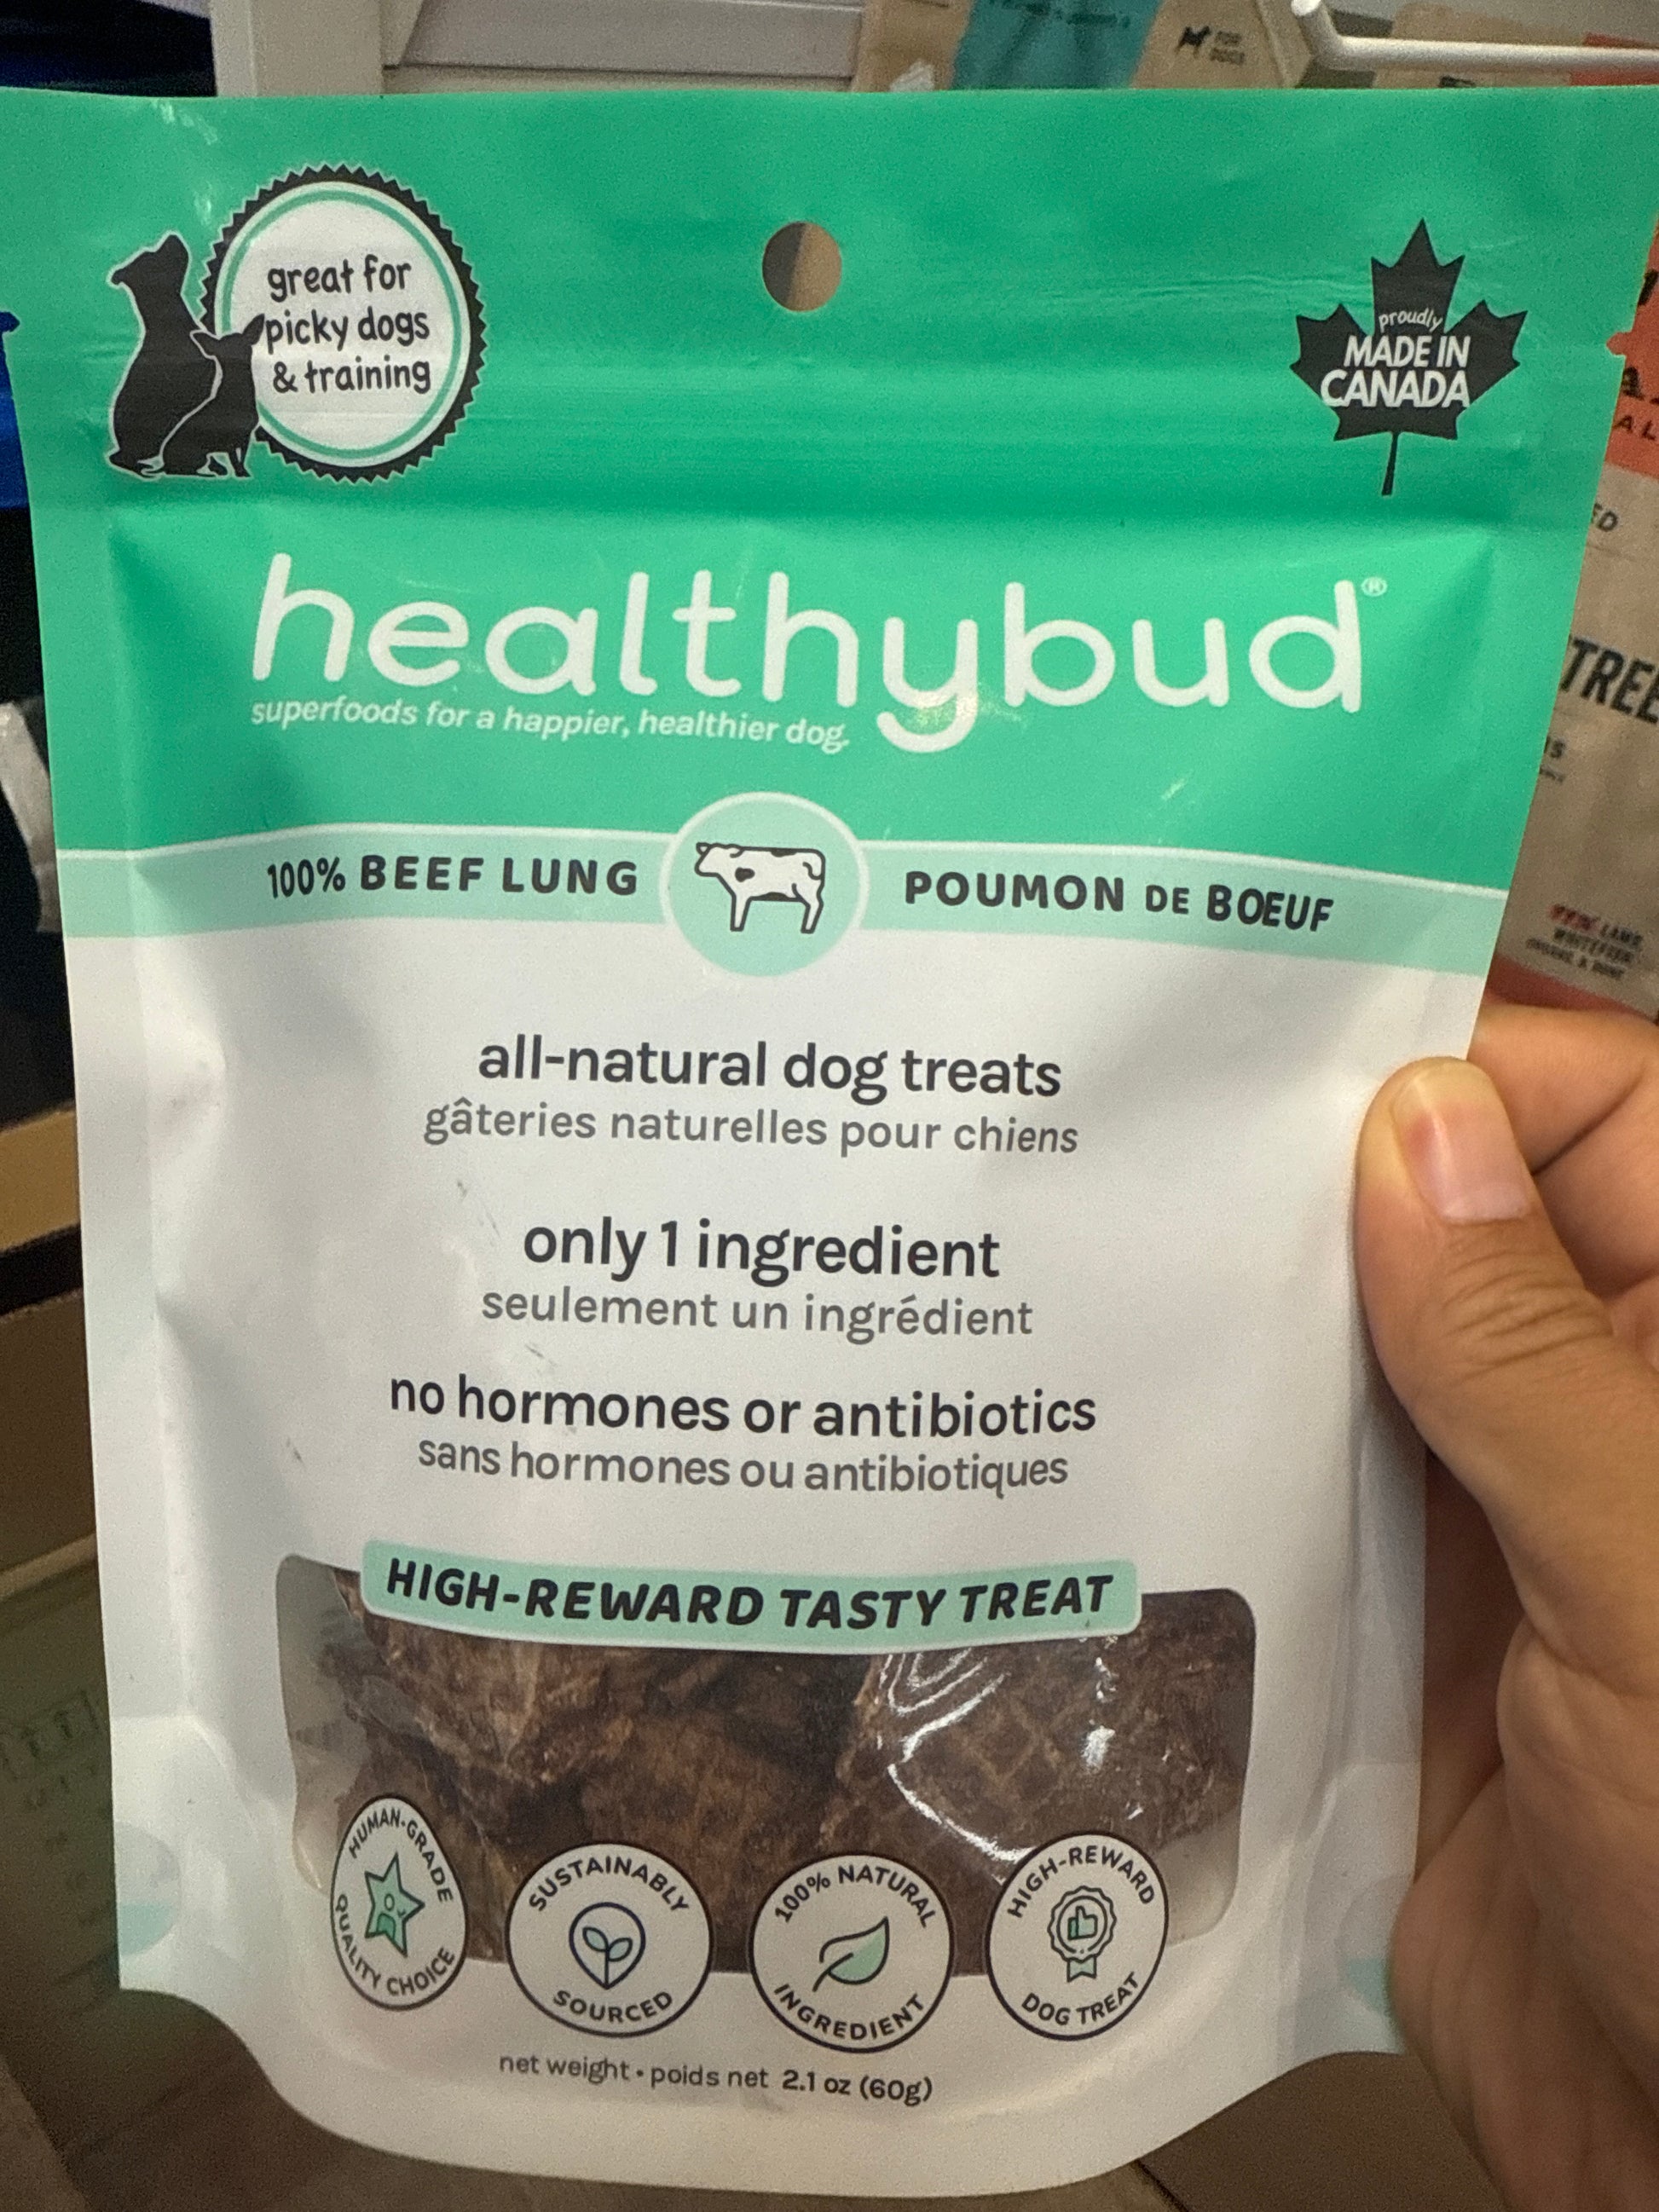 great for
picky dogs
& training
proudly
MADE IN
CANADA
healthybud®
superfoods for a happier, healthier dog.
100% BEEF LUNG
POUMON DE BOEUF
all-natural dog treats
gâteries naturelles pour chiens
only 1 ingredient
seulement un ingrédient
no hormones or antibiotics
sans hormones ou antibiotiques
HIGH-REWARD TASTY TREAT
HUMAN-GRADE
QUALITY CHOICE
SUSTAINABLY
SOURCED
100% NATURAL
INGREDIENT
HIGH-REWARD
DOG TREAT
net weight • poids net 2.1 oz (60g)
FOR
DOGS